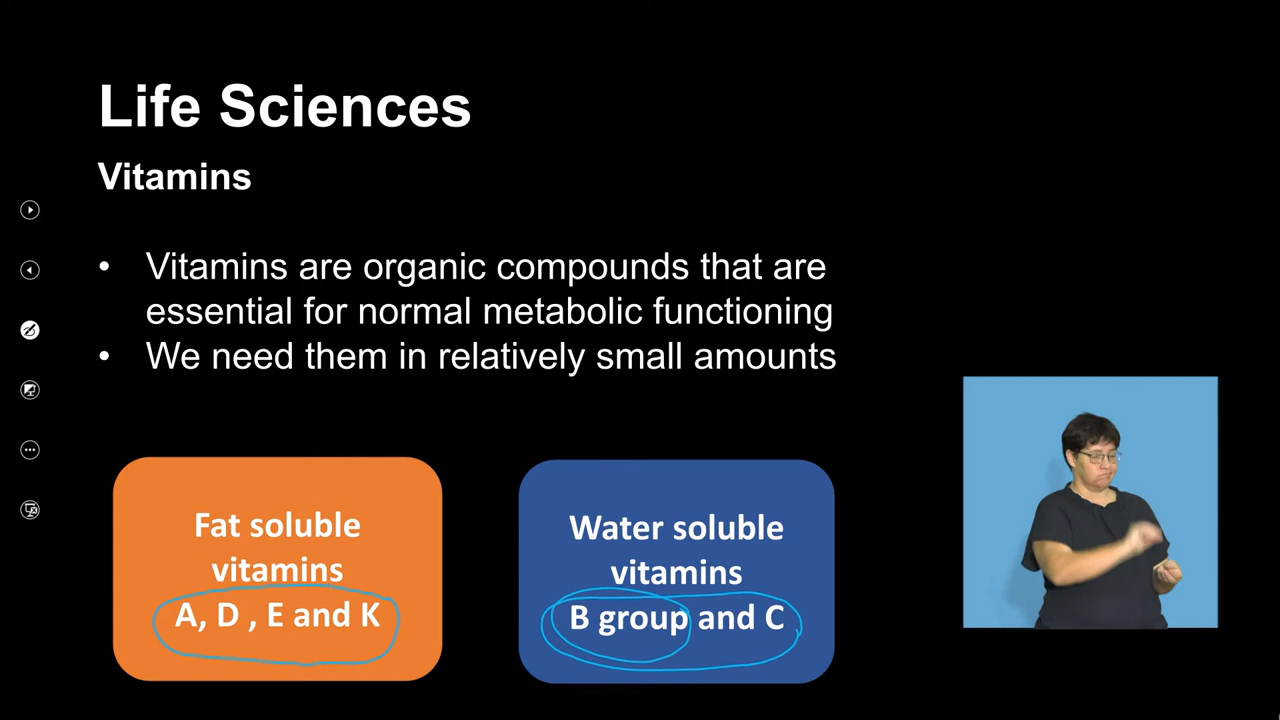 Life Sciences
Vitamins
• Vitamins are organic compounds that are
essential for normal metabolic functioning
• We need them in relatively small amounts
Fat soluble
vitamins
A, D , E and K
Water soluble
vitamins
B group and C